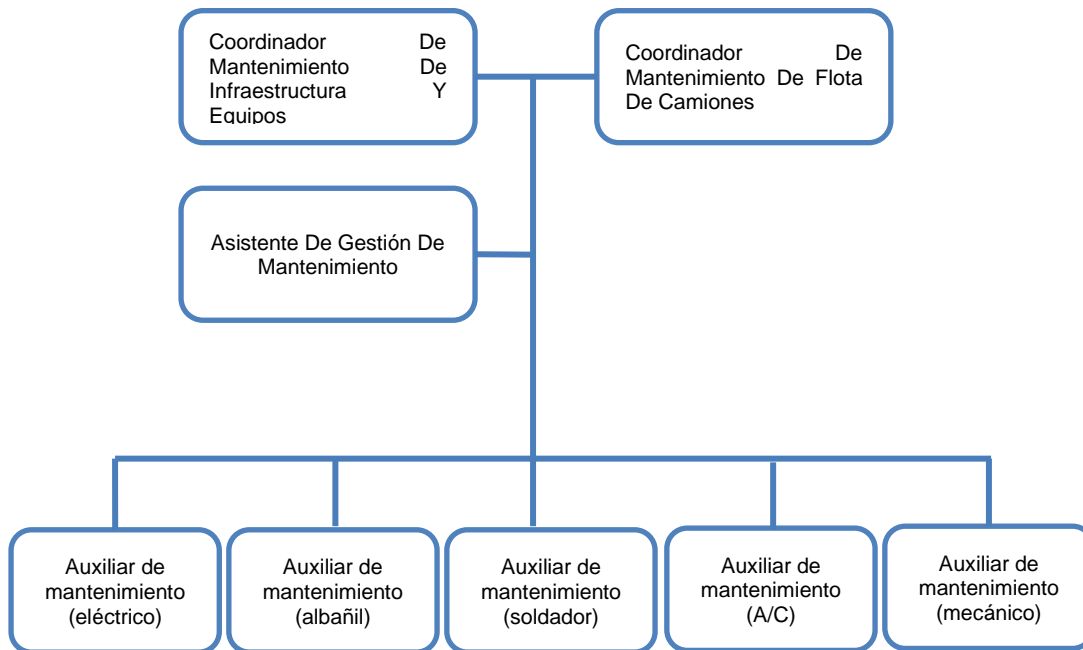 Coordinador De
Mantenimiento De
Infraestructura Y
Equipos
Coordinador De
Mantenimiento De Flota
De Camiones
Asistente De Gestión De
Mantenimiento
Auxiliar de
mantenimiento
(eléctrico)
Auxiliar de
mantenimiento
(albañil)
Auxiliar de
mantenimiento
(soldador)
Auxiliar de
mantenimiento
(A/C)
Auxiliar de
mantenimiento
(mecánico)